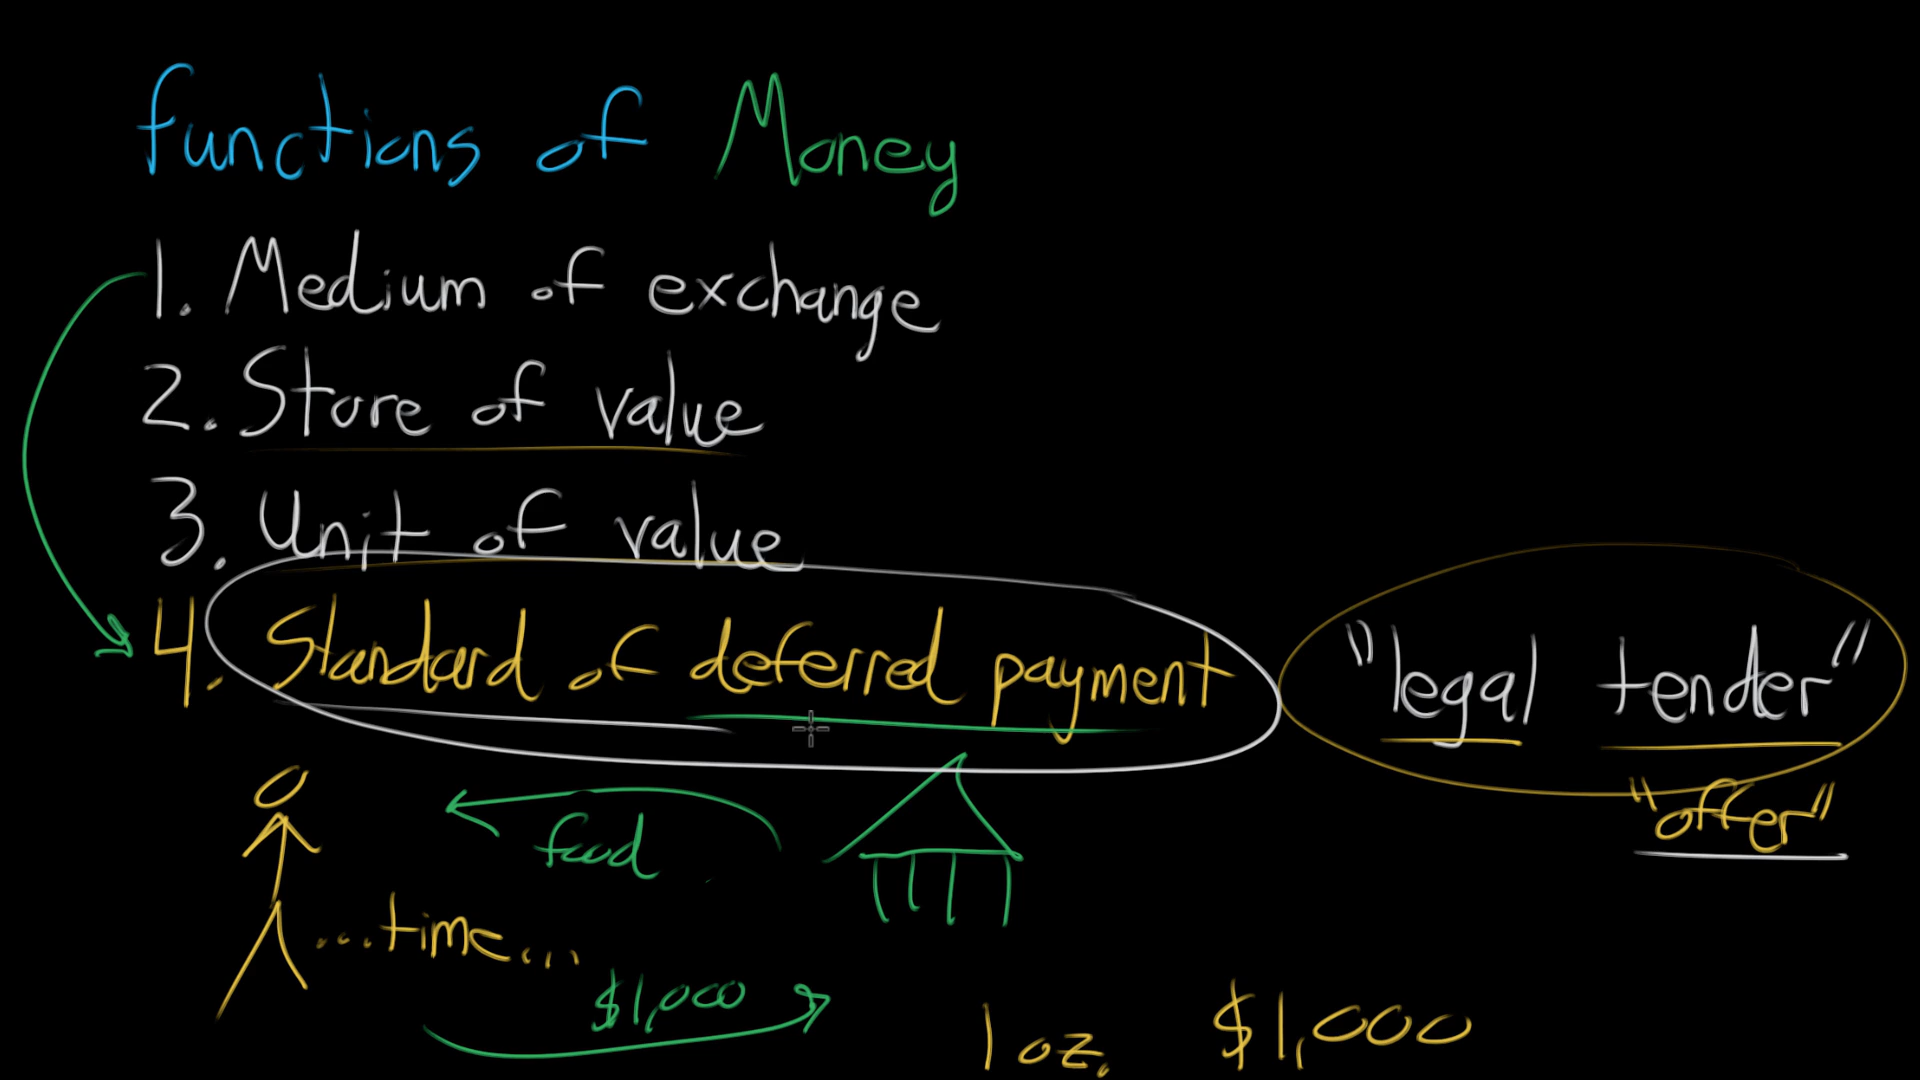 functions of Money
1. Medium of exchange
2. Store of value
3. Unit of value
4. Standard of deferred payment
"legal tender"
"offer"
food
...time...
$1,000
1 oz. $1,000